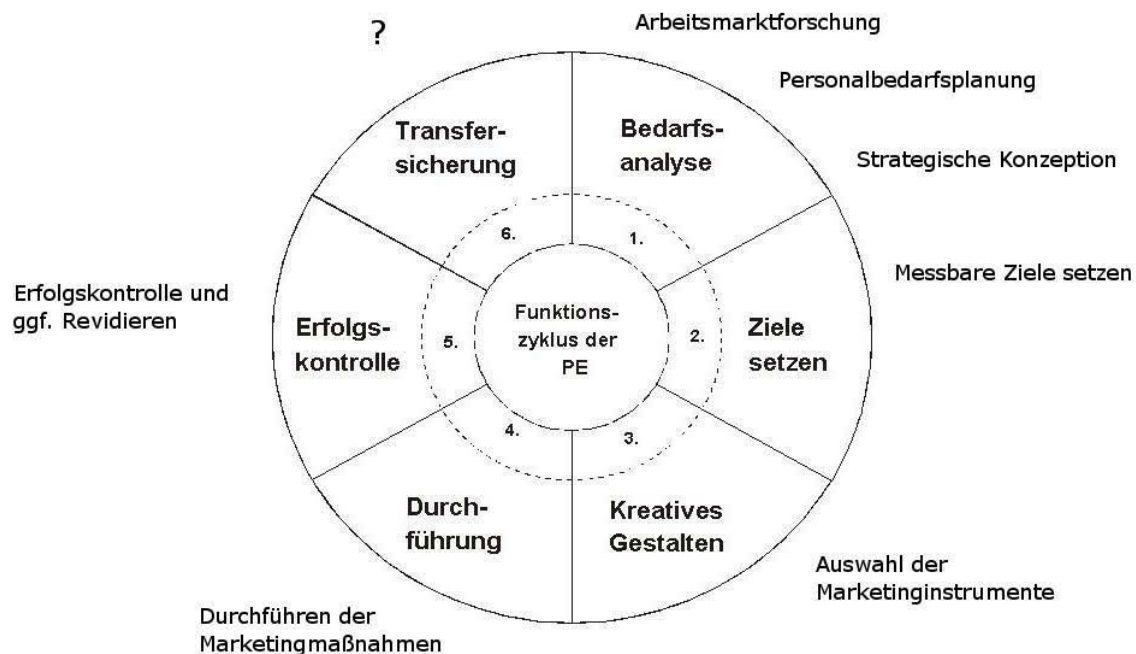 ?
Arbeitsmarktforschung
Personalbedarfsplanung
Strategische Konzeption
Messbare Ziele setzen
Auswahl der
Marketinginstrumente
Durchführen der
Marketingmaßnahmen
Erfolgskontrolle und
ggf. Revidieren
Transfer-
sicherung
6.
Bedarfs-
analyse
1.
Ziele
setzen
2.
Kreatives
Gestalten
3.
Durch-
führung
4.
Erfolgs-
kontrolle
5.
Funktions-
zyklus der
PE